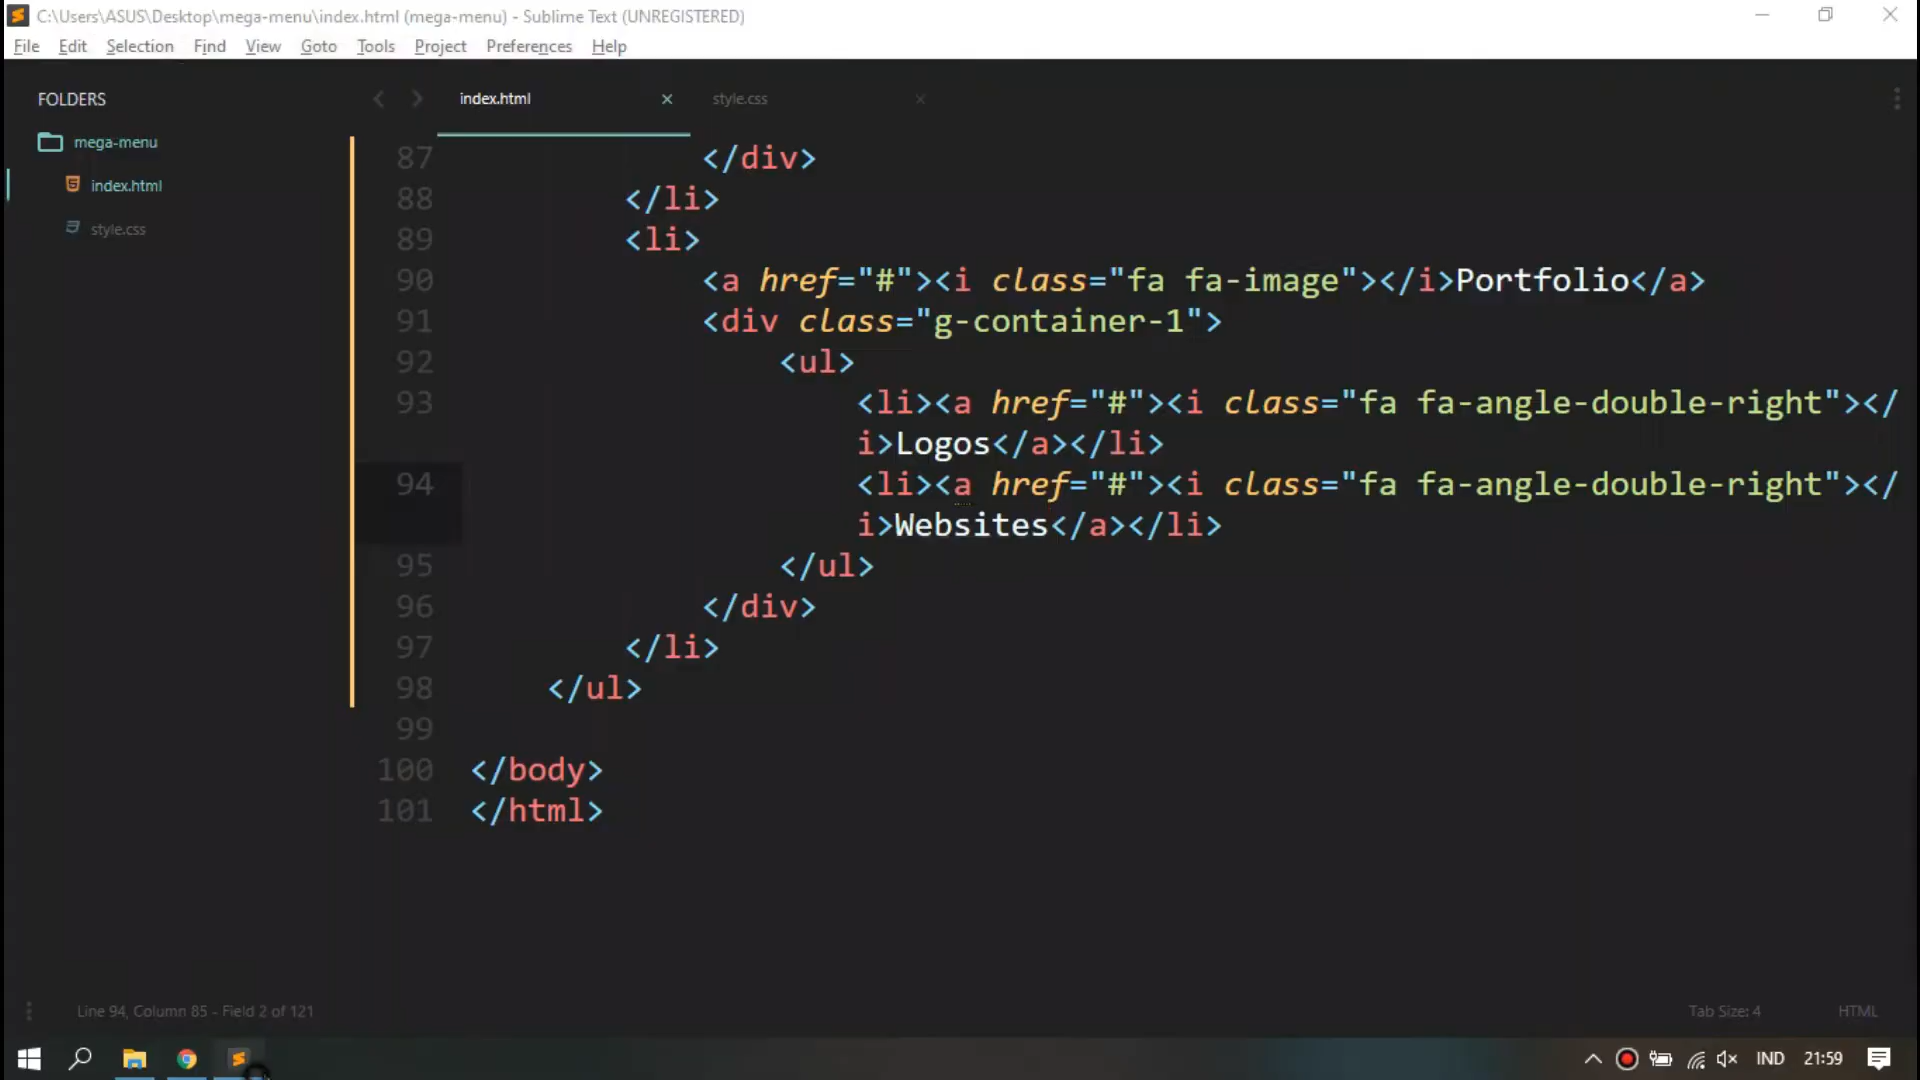 C:\Users\ASUS\Desktop\mega-menu\index.html (mega-menu) - Sublime Text (UNREGISTERED)
File Edit Selection Find View Goto Tools Project Preferences Help
FOLDERS
mega-menu
index.html
style.css
index.html style.css
87 </div>
88 </li>
89 <li>
90 <a href="#"><i class="fa fa-image"></i>Portfolio</a>
91 <div class="g-container-1">
92 <ul>
93 <li><a href="#"><i class="fa fa-angle-double-right"></
i>Logos</a></li>
94 <li><a href="#"><i class="fa fa-angle-double-right"></
i>Websites</a></li>
95 </ul>
96 </div>
97 </li>
98 </ul>
99
100 </body>
101 </html>
Line 94, Column 85 - Field 2 of 121 Tab Size: 4 HTML
IND 21:59